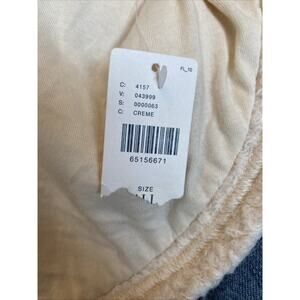 FL_10
C: 4157
V: 043999
S: 0000063
C: CREME
65156671
SIZE